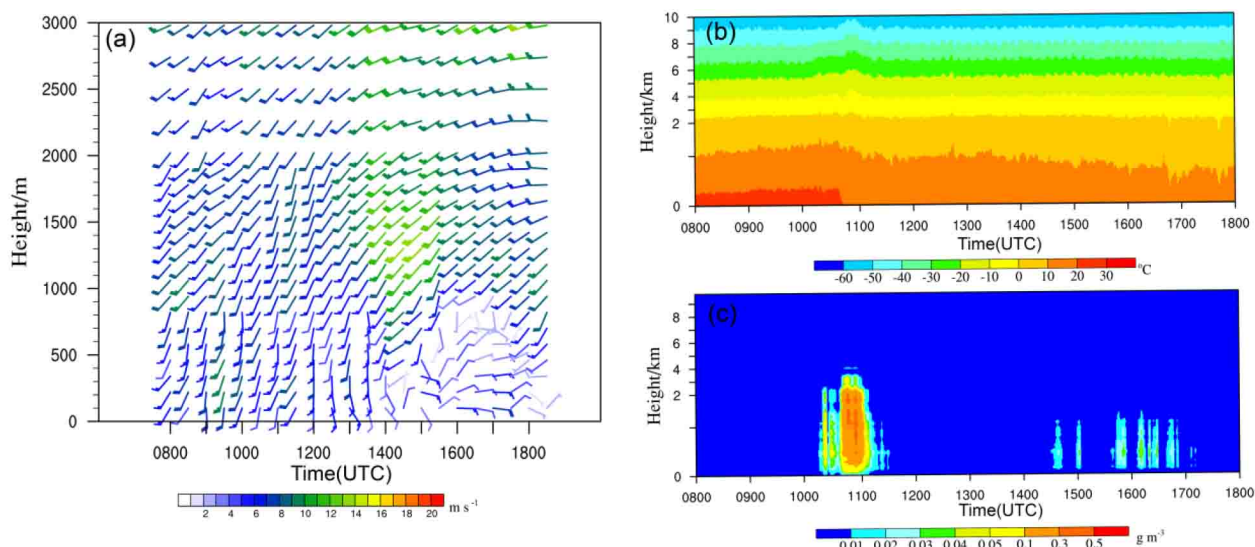 (a)
3000
2500
2000
1500
1000
500
0
Height/m
800
1000
1200
1400
1600
1800
Time(UTC)
2 4 6 8 10 12 14 16 18 20 m s⁻¹
(b)
10
8
6
4
2
0
Height/km
0800 0900 1000 1100 1200 1300 1400 1500 1600 1700 1800
Time(UTC)
-60 -50 -40 -30 -20 -10 0 10 20 30 °C
(c)
8
6
4
2
0
Height/km
0800 0900 1000 1100 1200 1300 1400 1500 1600 1700 1800
Time(UTC)
0.01 0.02 0.03 0.04 0.05 0.1 0.3 0.5 g m⁻³